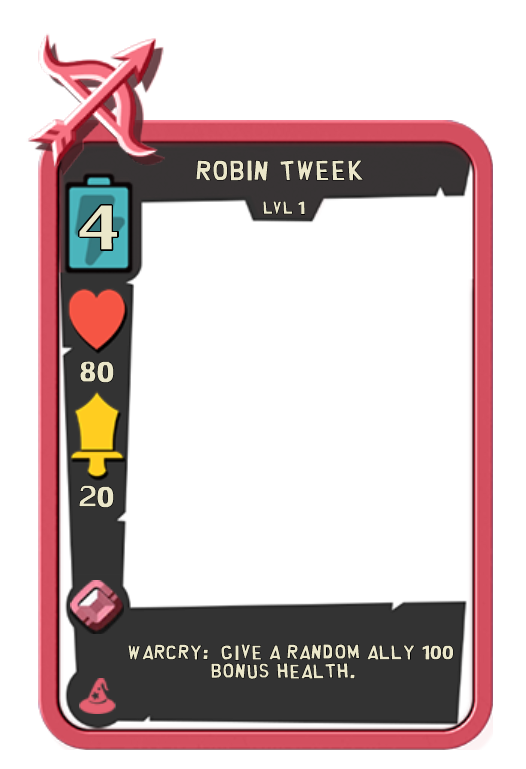 ROBIN TWEEK
LVL 1
4
80
20
WARCRY: GIVE A RANDOM ALLY 100
BONUS HEALTH.